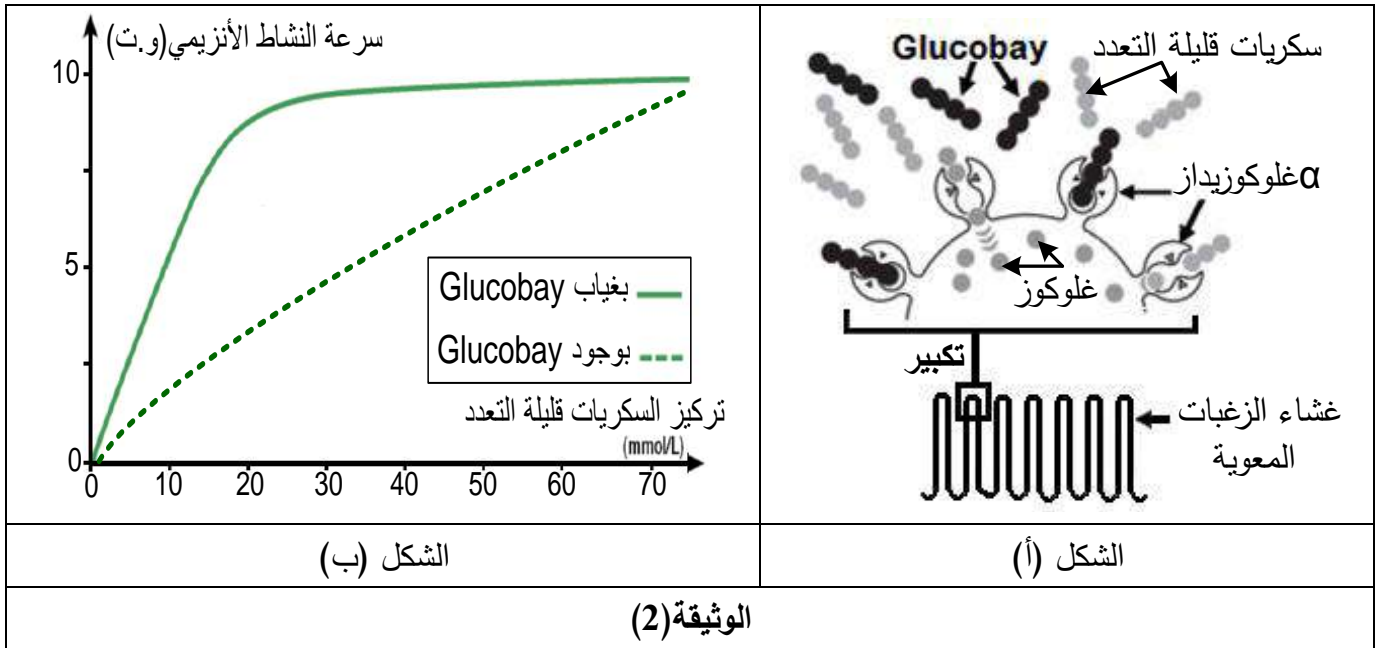 Glucobay
سكريات قليلة التعدد
αغلوكوزيداز
غلوكوز
تكبير
غشاء الزغبات
المعوية
الشكل (أ)
سرعة النشاط الأنزيمي(و.ت)
10
5
0
0 10 20 30 40 50 60 70
بغياب Glucobay
بوجود Glucobay
تركيز السكريات قليلة التعدد
(mmol/L)
الشكل (ب)
الوثيقة(2)